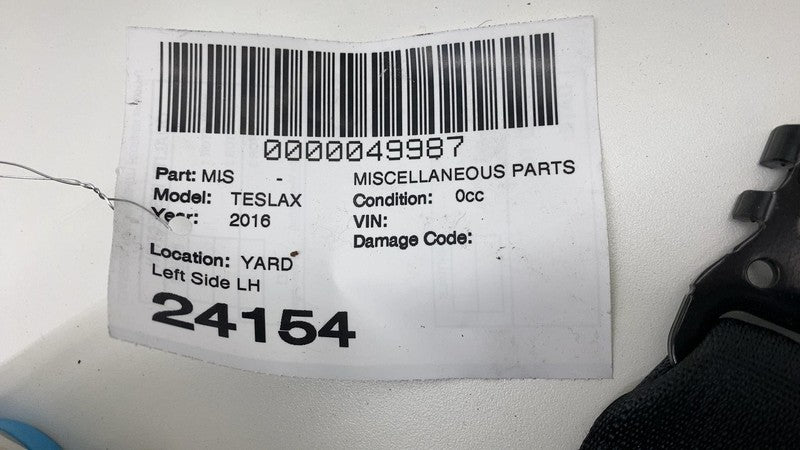 0000049987
Part: MIS - MISCELLANEOUS PARTS
Model: TESLAX Condition: 0cc
Year: 2016 VIN:
Damage Code:
Location: YARD
Left Side LH
24154